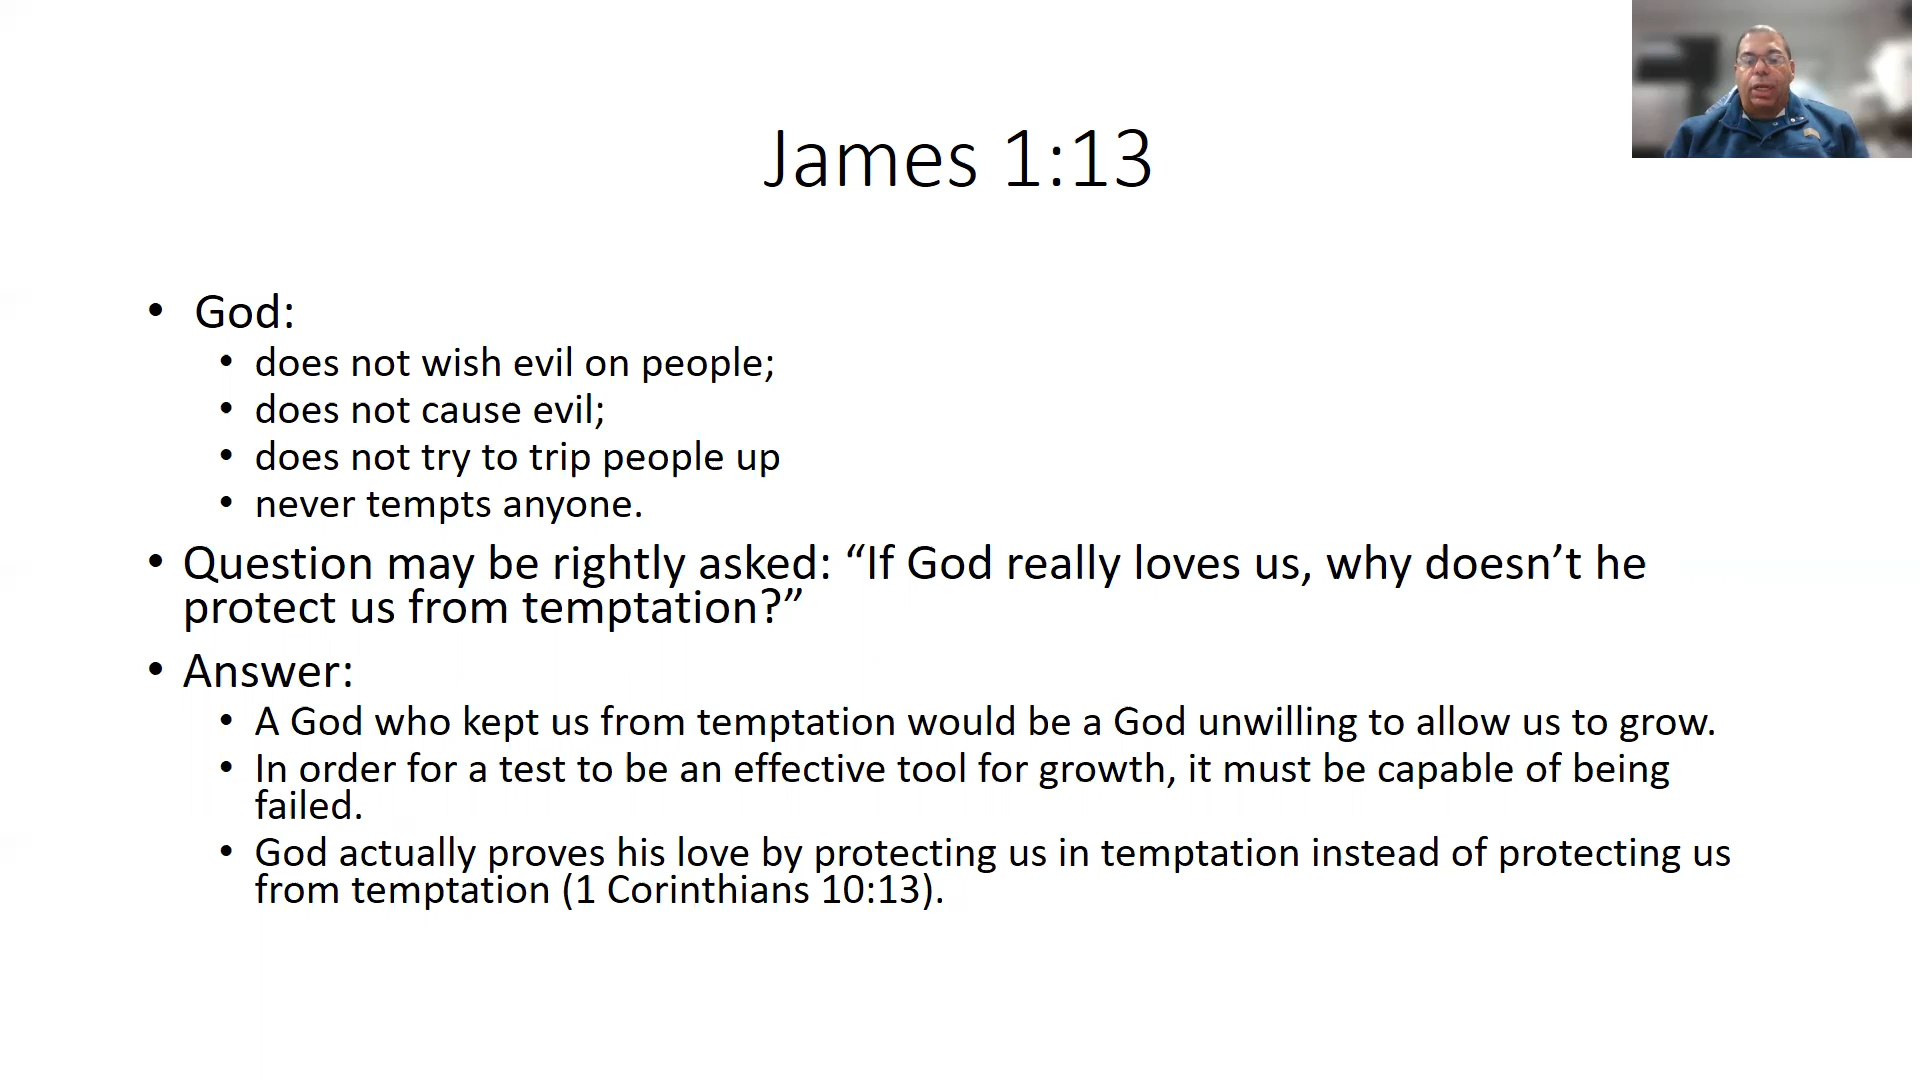 James 1:13
• God:
• does not wish evil on people;
• does not cause evil;
• does not try to trip people up
• never tempts anyone.
• Question may be rightly asked: “If God really loves us, why doesn’t he
protect us from temptation?”
• Answer:
• A God who kept us from temptation would be a God unwilling to allow us to grow.
• In order for a test to be an effective tool for growth, it must be capable of being
failed.
• God actually proves his love by protecting us in temptation instead of protecting us
from temptation (1 Corinthians 10:13).